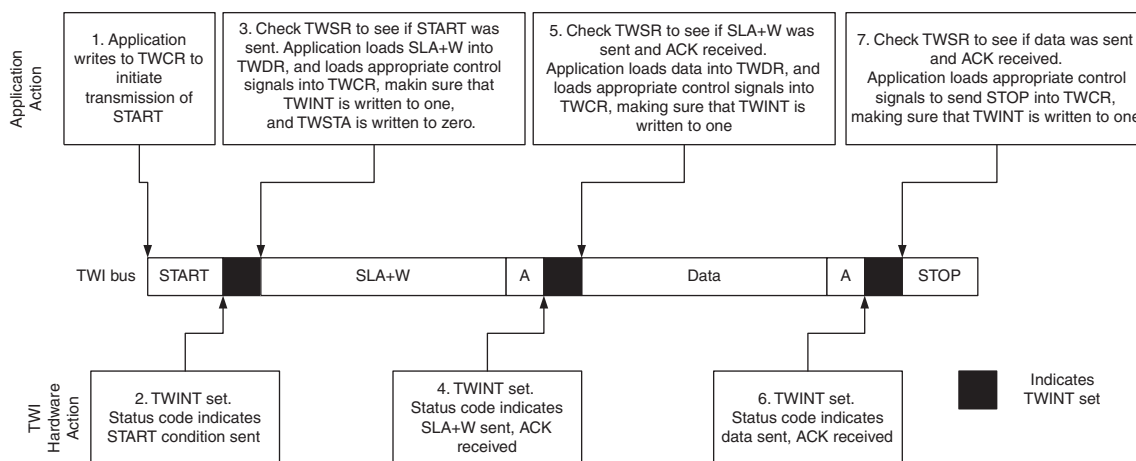 Application
Action
1. Application
writes to TWCR to
initiate
transmission of
START
3. Check TWSR to see if START was
sent. Application loads SLA+W into
TWDR, and loads appropriate control
signals into TWCR, makin sure that
TWINT is written to one,
and TWSTA is written to zero.
5. Check TWSR to see if SLA+W was
sent and ACK received.
Application loads data into TWDR, and
loads appropriate control signals into
TWCR, making sure that TWINT is
written to one
7. Check TWSR to see if data was sent
and ACK received.
Application loads appropriate control
signals to send STOP into TWCR,
making sure that TWINT is written to one
TWI bus
START
SLA+W
A
Data
A
STOP
TWI
Hardware
Action
2. TWINT set.
Status code indicates
START condition sent
4. TWINT set.
Status code indicates
SLA+W sent, ACK
received
6. TWINT set.
Status code indicates
data sent, ACK received
Indicates
TWINT set